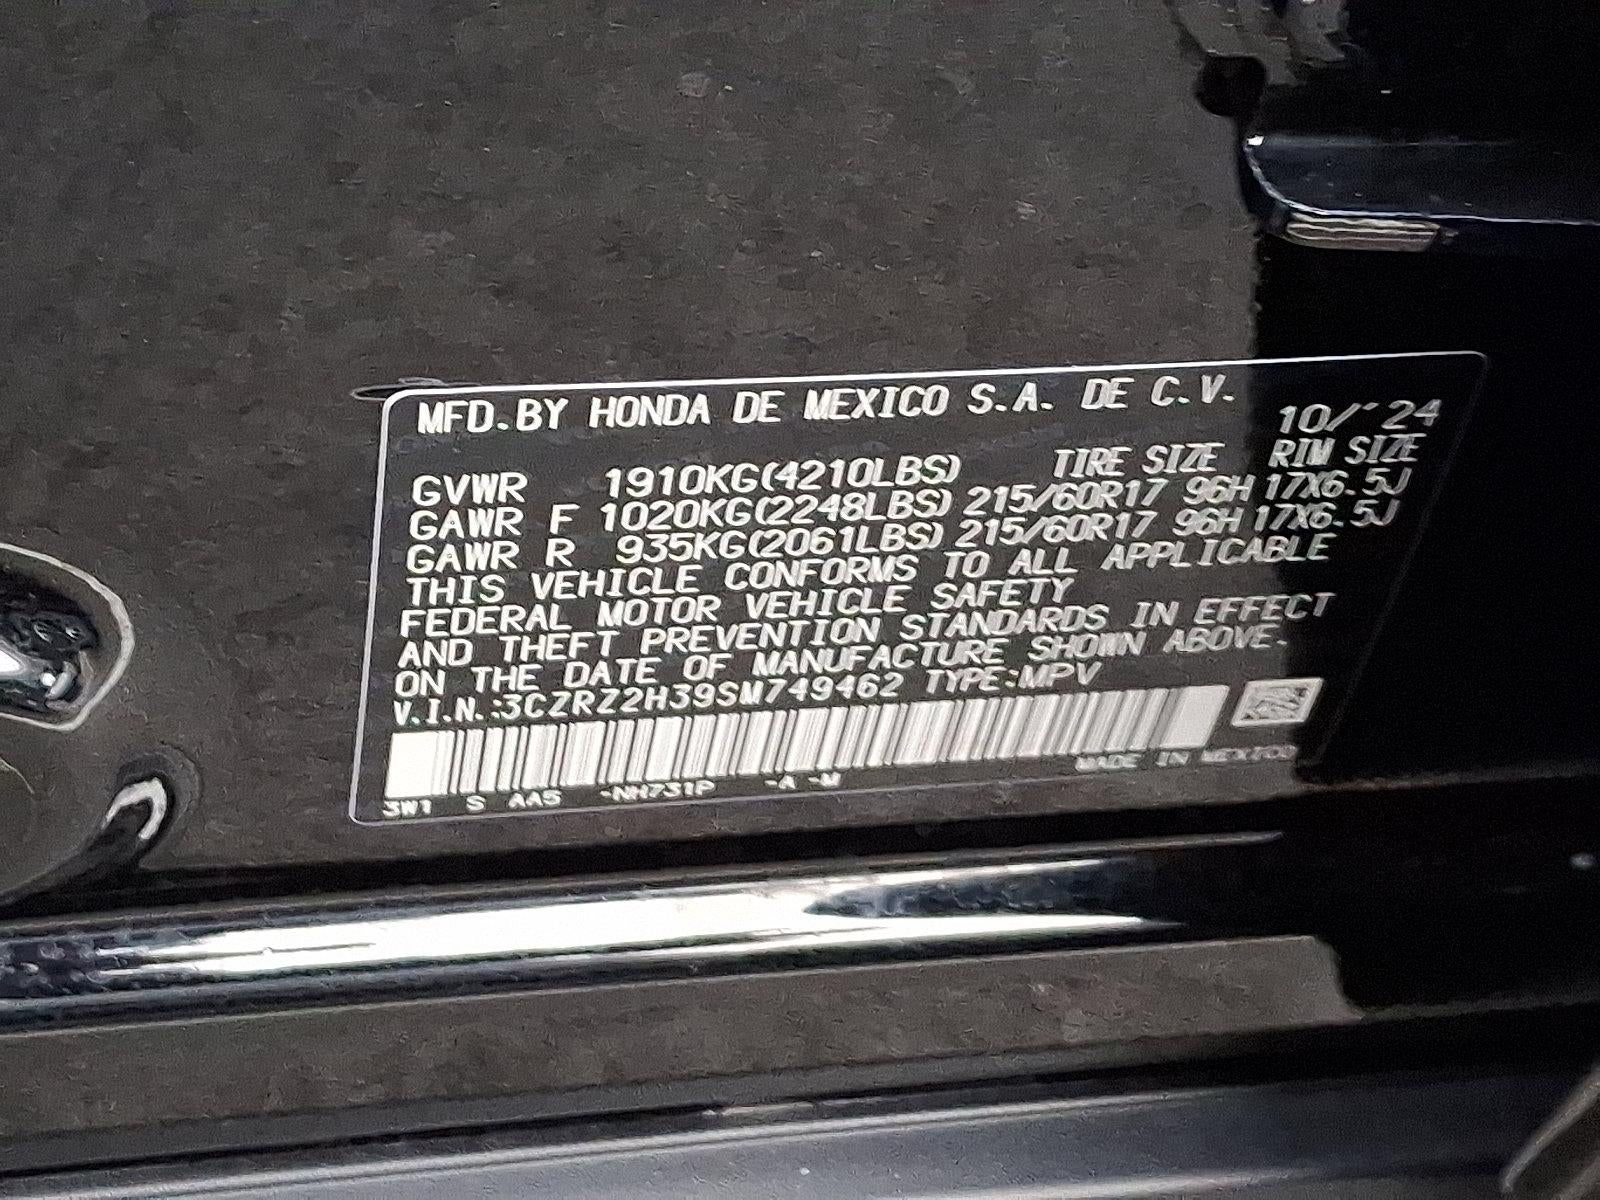 MFD.BY HONDA DE MEXICO S.A. DE C.V.
10/'24
TIRE SIZE RIM SIZE
GVWR 1910KG(4210LBS)
GAWR F 1020KG(2248LBS) 215/60R17 96H 17X6.5J
GAWR R 935KG(2061LBS) 215/60R17 96H 17X6.5J
THIS VEHICLE CONFORMS TO ALL APPLICABLE
FEDERAL MOTOR VEHICLE SAFETY
AND THEFT PREVENTION STANDARDS IN EFFECT
ON THE DATE OF MANUFACTURE SHOWN ABOVE.
V.I.N.:3CZRZ2H39SM749462 TYPE:MPV
MADE IN MEXICO
3W1 S AA5 -NH731P -A -M